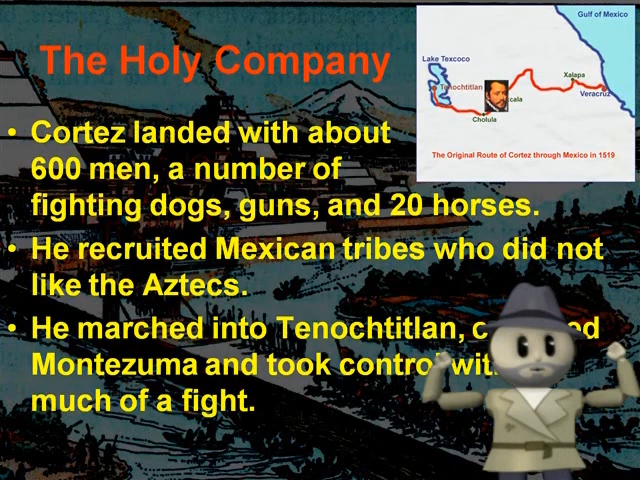 The Holy Company
Gulf of Mexico
Lake Texcoco
Tenochtitlan
Xalapa
Veracruz
Cholula
The Original Route of Cortez through Mexico in 1519
• Cortez landed with about
600 men, a number of
fighting dogs, guns, and 20 horses.
• He recruited Mexican tribes who did not
like the Aztecs.
• He marched into Tenochtitlan,
Montezuma and took control
much of a fight.